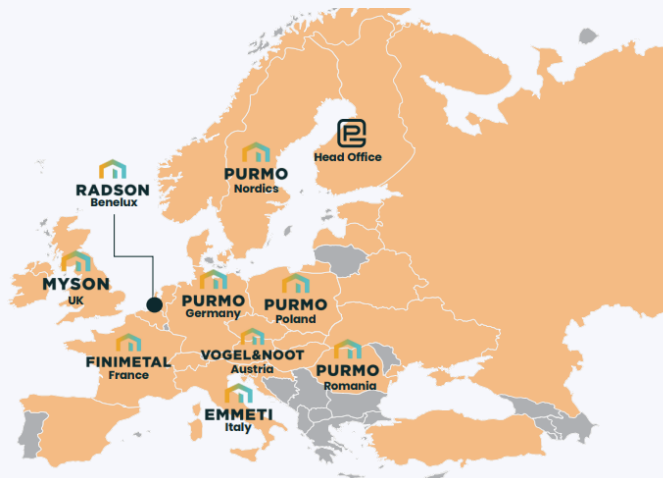 Head Office
PURMO
Nordics
RADSON
Benelux
MYSON
UK
PURMO
Germany
PURMO
Poland
FINIMETAL
France
VOGEL&NOOT
Austria
PURMO
Romania
EMMETI
Italy